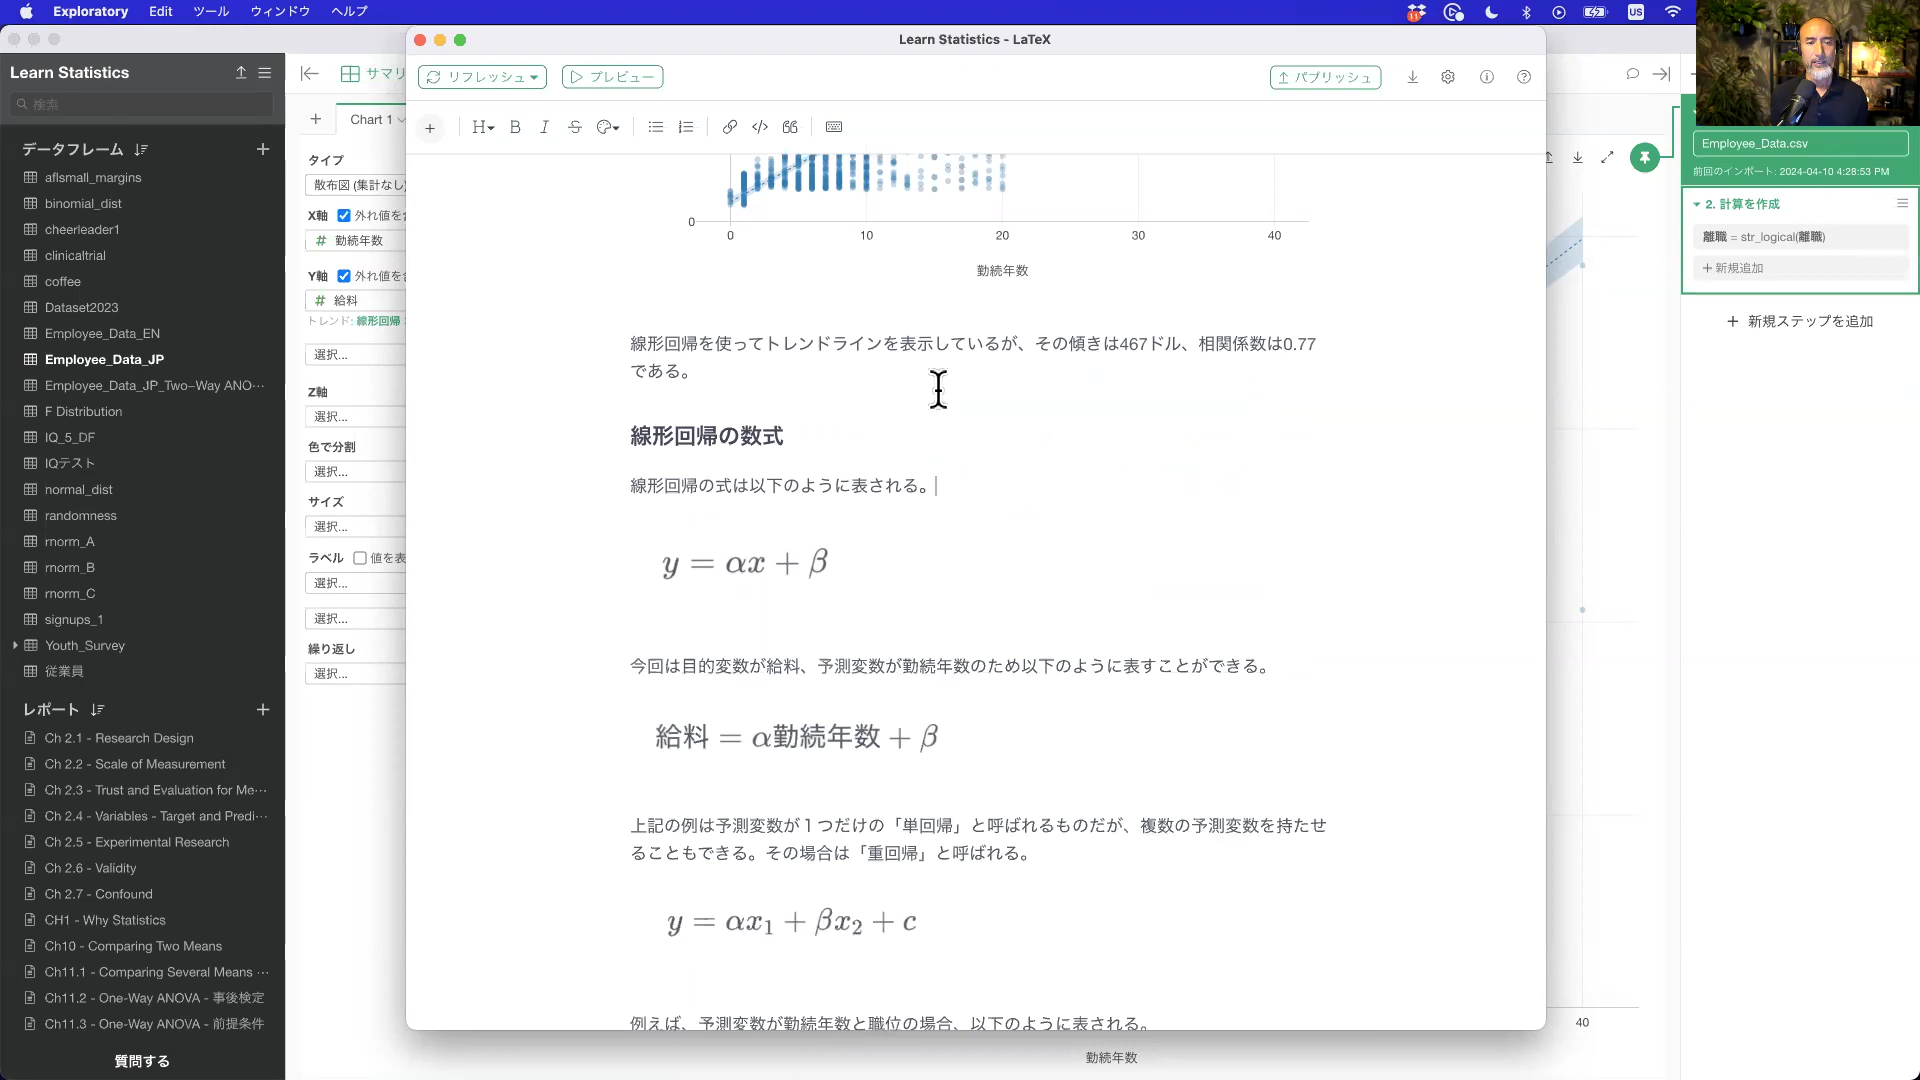 Exploratory Edit ツール ウィンドウ ヘルプ
11
US
Learn Statistics
検索
データフレーム
aflsmall_margins
binomial_dist
cheerleader1
clinicaltrial
coffee
Dataset2023
Employee_Data_EN
Employee_Data_JP
Employee_Data_JP_Two-Way ANO…
F Distribution
IQ_5_DF
IQテスト
normal_dist
randomness
rnorm_A
rnorm_B
rnorm_C
signups_1
Youth_Survey
従業員
レポート
Ch 2.1 - Research Design
Ch 2.2 - Scale of Measurement
Ch 2.3 - Trust and Evaluation for Me…
Ch 2.4 - Variables - Target and Predi…
Ch 2.5 - Experimental Research
Ch 2.6 - Validity
Ch 2.7 - Confound
CH1 - Why Statistics
Ch10 - Comparing Two Means
Ch11.1 - Comparing Several Means …
Ch11.2 - One-Way ANOVA - 事後検定
Ch11.3 - One-Way ANOVA - 前提条件
質問する
サマリ
Chart 1
タイプ
散布図 (集計なし)
X軸 外れ値を含
# 勤続年数
Y軸 外れ値を含
# 給料
トレンド: 線形回帰
選択...
Z軸
選択...
色で分割
選択...
サイズ
選択...
ラベル 値を表
選択...
選択...
繰り返し
選択...
Learn Statistics - LaTeX
リフレッシュ プレビュー パブリッシュ
H B I S
0
0 10 20 30 40
勤続年数
線形回帰を使ってトレンドラインを表示しているが、その傾きは467ドル、相関係数は0.77
である。
線形回帰の数式
線形回帰の式は以下のように表される。
y = αx + β
今回は目的変数が給料、予測変数が勤続年数のため以下のように表すことができる。
給料 = α勤続年数 + β
上記の例は予測変数が１つだけの「単回帰」と呼ばれるものだが、複数の予測変数を持たせ
ることもできる。その場合は「重回帰」と呼ばれる。
y = αx₁ + βx₂ + c
例えば、予測変数が勤続年数と職位の場合、以下のように表される。
40
勤続年数
Employee_Data.csv
前回のインポート: 2024-04-10 4:28:53 PM
2. 計算を作成
離職 = str_logical(離職)
+ 新規追加
+ 新規ステップを追加